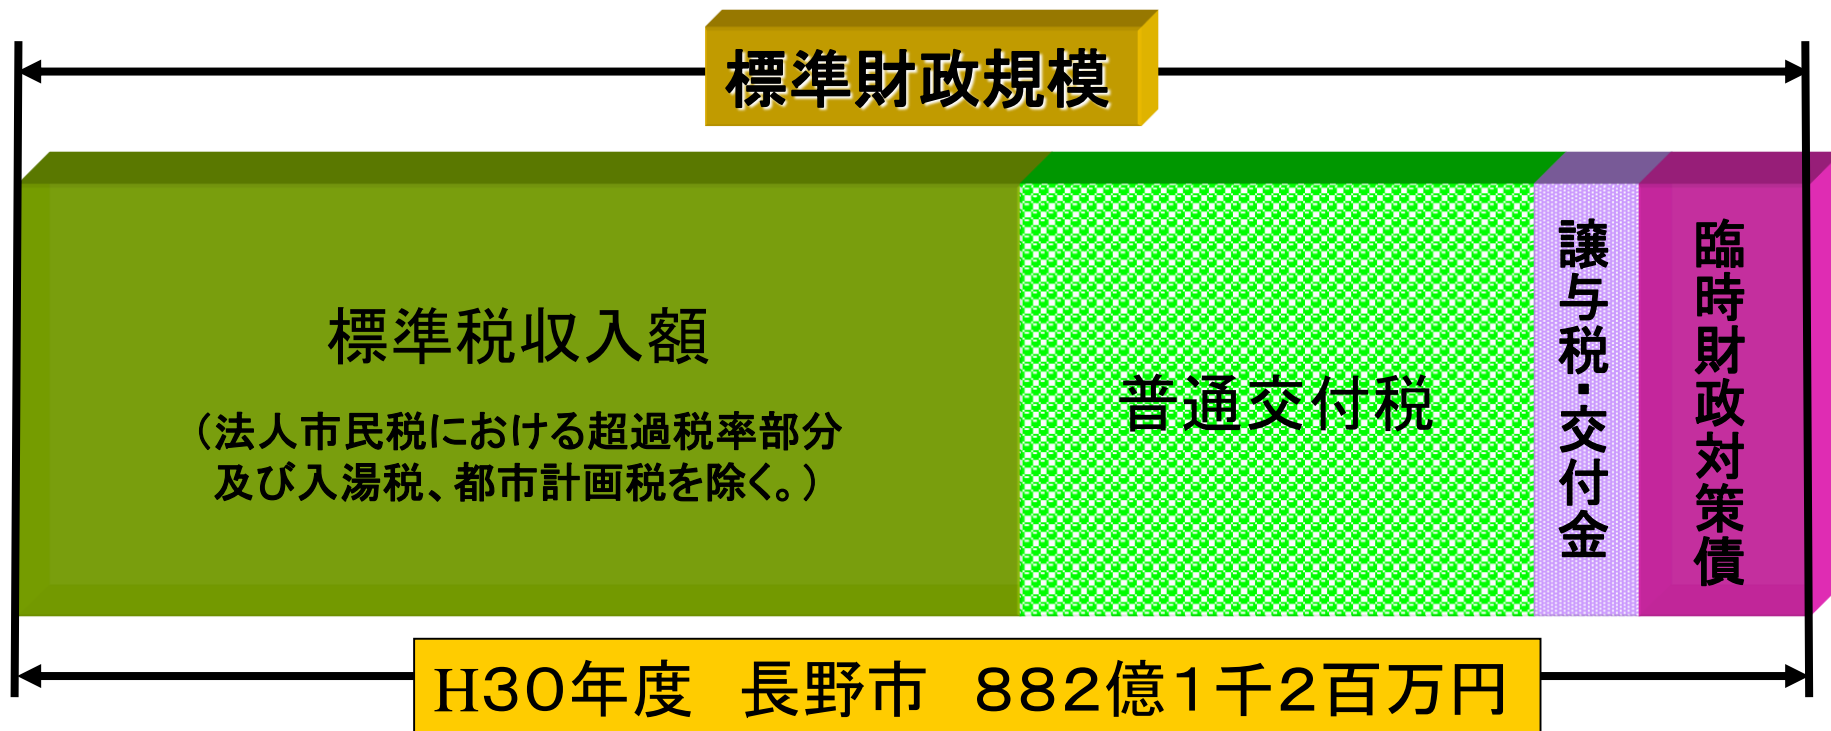 標準財政規模
標準税収入額
（法人市民税における超過税率部分
及び入湯税、都市計画税を除く。）
普通交付税
譲与税・交付金
臨時財政対策債
H３０年度　長野市　８８２億１千２百万円